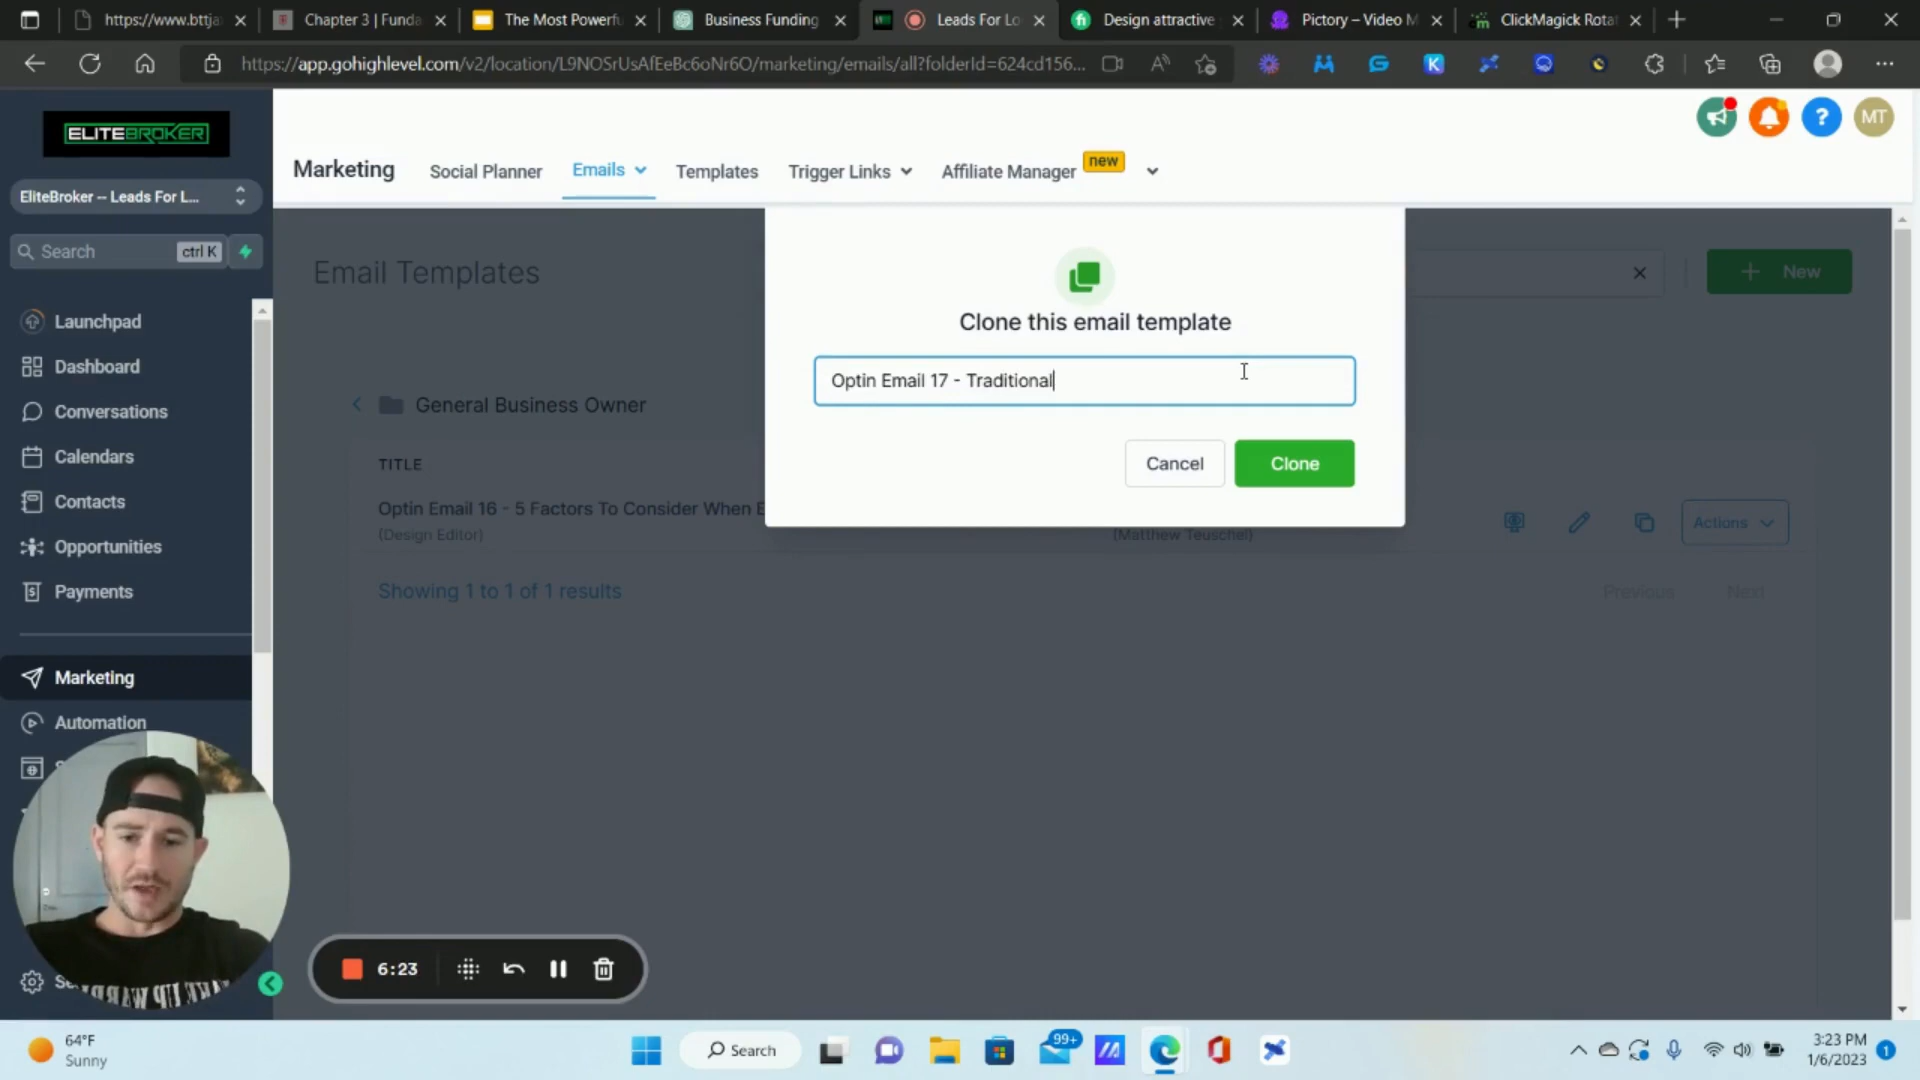 https://www.bttja
Chapter 3 | Funda
The Most Powerfu
Business Funding
Leads For Lo
Design attractive
Pictory – Video M
ClickMagick Rota
https://app.gohighlevel.com/v2/location/L9NOSrUsAfEeBc6oNr6O/marketing/emails/all?folderId=624cd156...
ELITEBROKER
MT
Marketing
Social Planner
Emails
Templates
Trigger Links
Affiliate Manager
new
EliteBroker -- Leads For L...
Search
ctrl K
Email Templates
New
Launchpad
Dashboard
Conversations
Calendars
Contacts
Opportunities
Payments
Marketing
Automation
Clone this email template
Optin Email 17 - Traditional
Cancel
Clone
General Business Owner
TITLE
Optin Email 16 - 5 Factors To Consider When E
(Design Editor)
(Matthew Teuschel)
Actions
Showing 1 to 1 of 1 results
Previous
Next
6:23
64°F
Sunny
Search
99+
3:23 PM
1/6/2023
1